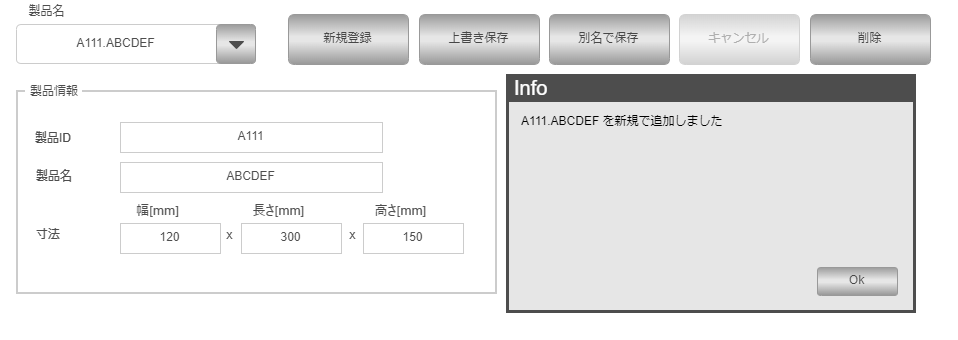 製品名
A111.ABCDEF
新規登録
上書き保存
別名で保存
キャンセル
削除
製品情報
製品ID
A111
製品名
ABCDEF
幅[mm]
長さ[mm]
高さ[mm]
寸法
120 x 300 x 150
Info
A111.ABCDEF を新規で追加しました
Ok